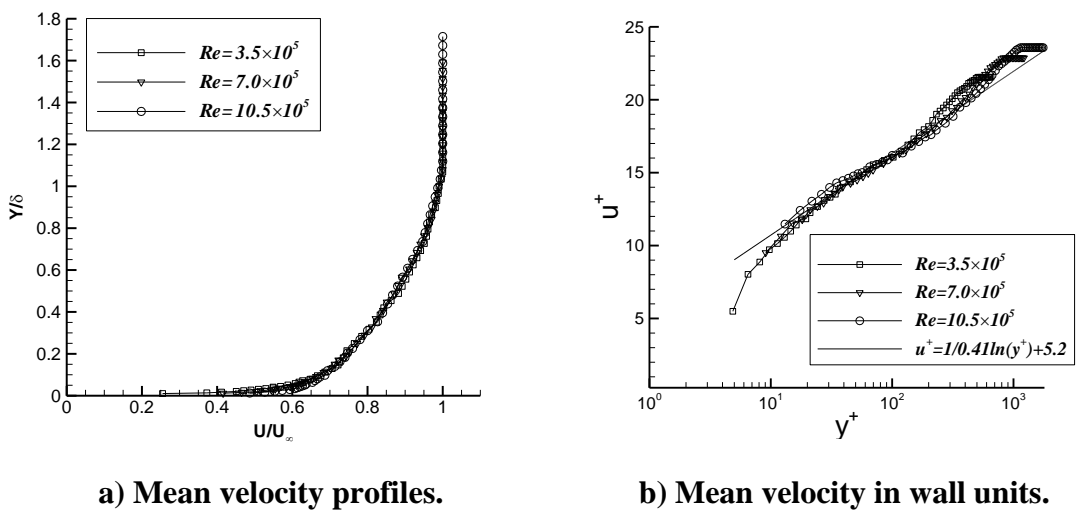 1.8
1.6
1.4
1.2
1
0.8
0.6
0.4
0.2
0
Y/δ
Re=3.5×10⁵
Re=7.0×10⁵
Re=10.5×10⁵
0 0.2 0.4 0.6 0.8 1
U/U∞
a) Mean velocity profiles.
25
20
15
10
5
u⁺
Re=3.5×10⁵
Re=7.0×10⁵
Re=10.5×10⁵
u⁺=1/0.41ln(y⁺)+5.2
10⁰ 10¹ 10² 10³
y⁺
b) Mean velocity in wall units.